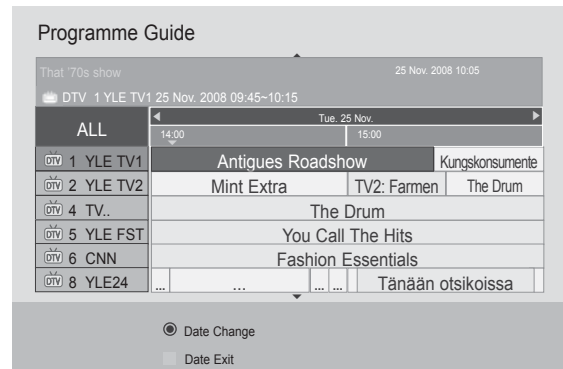 Programme Guide
That '70s show 25 Nov. 2008 10:05
DTV 1 YLE TV1 25 Nov. 2008 09:45~10:15
ALL
Tue. 25 Nov.
14:00 15:00
DTV 1 YLE TV1 Antigues Roadshow Kungskonsumente
DTV 2 YLE TV2 Mint Extra TV2: Farmen The Drum
DTV 4 TV.. The Drum
DTV 5 YLE FST You Call The Hits
DTV 6 CNN Fashion Essentials
DTV 8 YLE24 ... ... ... ... Tänään otsikoissa
Date Change
Date Exit